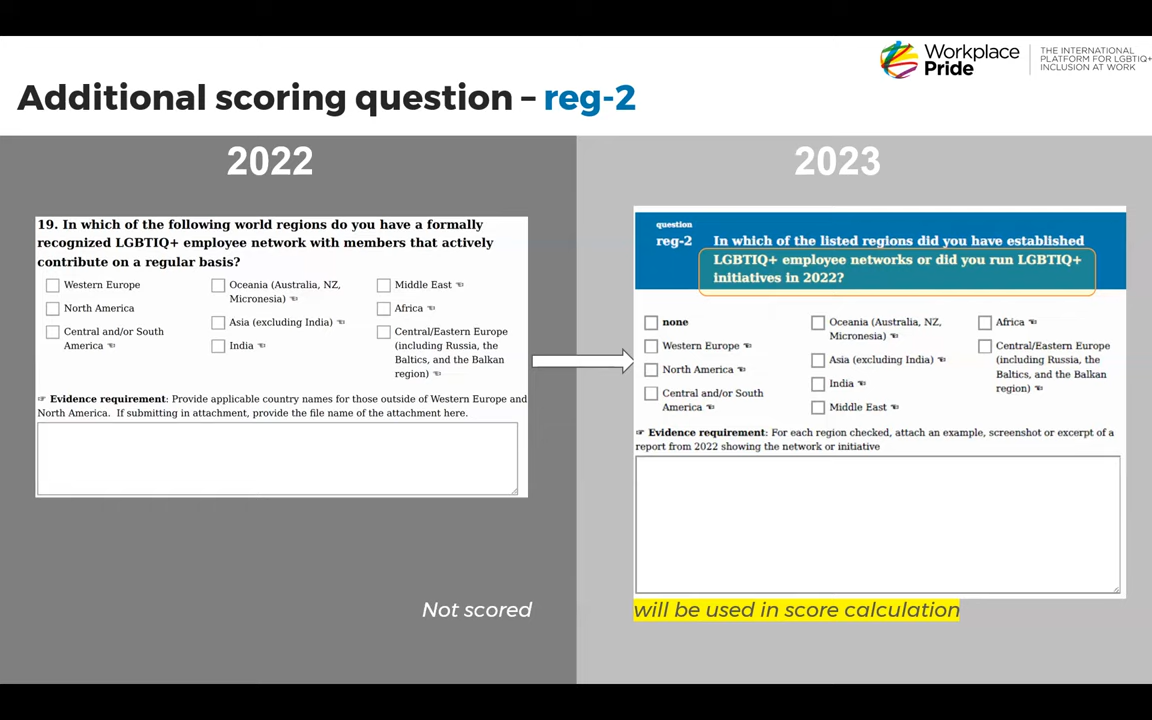 Workplace
Pride
THE INTERNATIONAL
PLATFORM FOR LGBTIQ+
INCLUSION AT WORK
Additional scoring question – reg-2
2022
19. In which of the following world regions do you have a formally
recognized LGBTIQ+ employee network with members that actively
contribute on a regular basis?
Western Europe
North America
Central and/or South
America
Oceania (Australia, NZ,
Micronesia)
Asia (excluding India)
India
Middle East
Africa
Central/Eastern Europe
(including Russia, the
Baltics, and the Balkan
region)
Evidence requirement: Provide applicable country names for those outside of Western Europe and
North America. If submitting in attachment, provide the file name of the attachment here.
Not scored
2023
question
reg-2
In which of the listed regions did you have established
LGBTIQ+ employee networks or did you run LGBTIQ+
initiatives in 2022?
none
Western Europe
North America
Central and/or South
America
Oceania (Australia, NZ,
Micronesia)
Asia (excluding India)
India
Middle East
Africa
Central/Eastern Europe
(including Russia, the
Baltics, and the Balkan
region)
Evidence requirement: For each region checked, attach an example, screenshot or excerpt of a
report from 2022 showing the network or initiative
will be used in score calculation